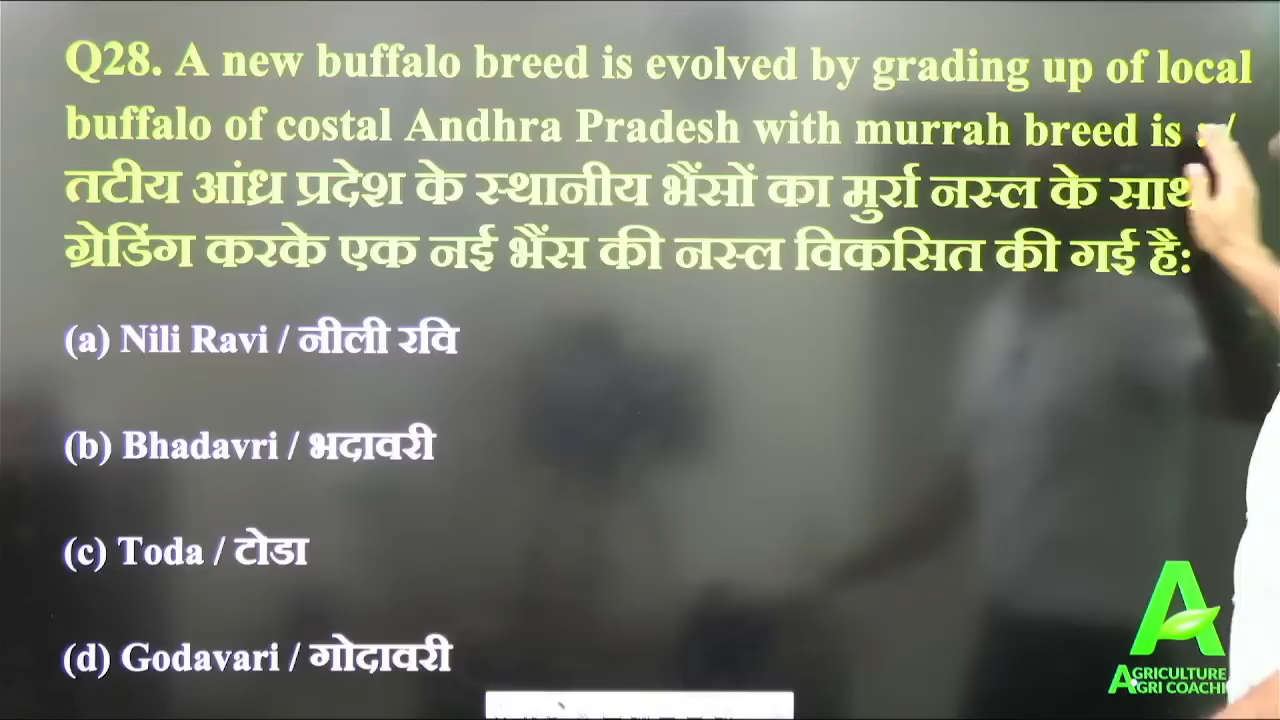 Q28. A new buffalo breed is evolved by grading up of local
buffalo of costal Andhra Pradesh with murrah breed is : /
तटीय आंध्र प्रदेश के स्थानीय भैंसों का मुर्रा नस्ल के साथ
ग्रेडिंग करके एक नई भैंस की नस्ल विकसित की गई है:
(a) Nili Ravi / नीली रवि
(b) Bhadavri / भदावरी
(c) Toda / टोडा
(d) Godavari / गोदावरी
A
AGRICULTURE
AGRI COACHI